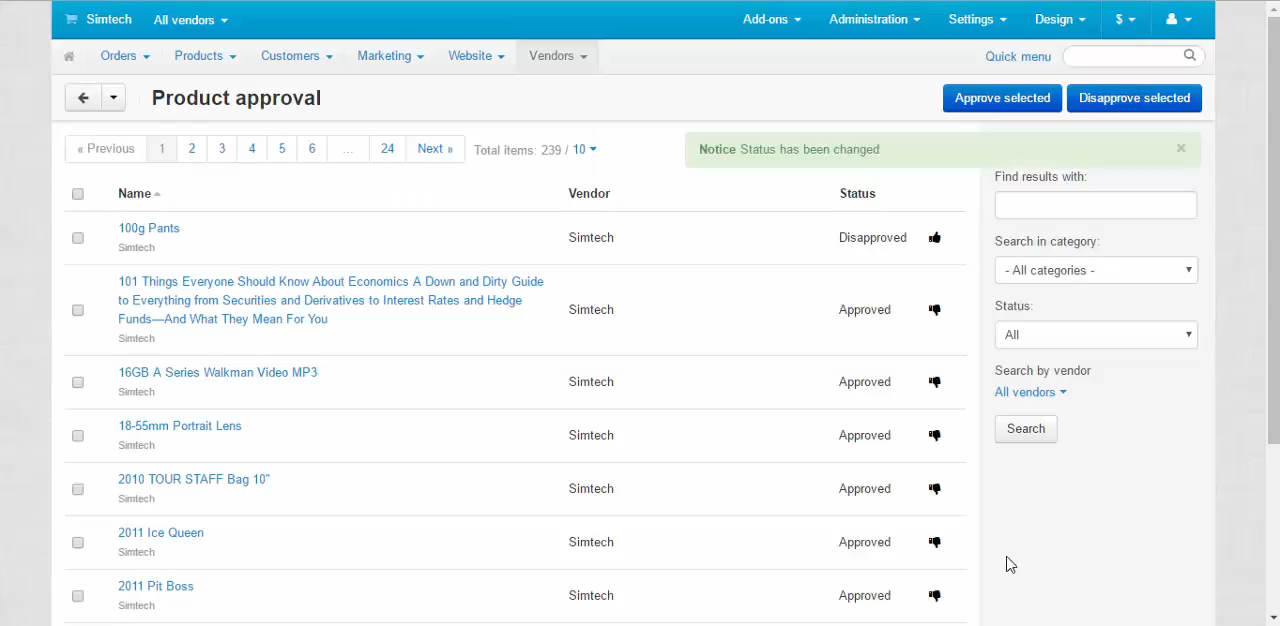 Simtech All vendors Add-ons Administration Settings Design $
Orders Products Customers Marketing Website Vendors Quick menu
Product approval Approve selected Disapprove selected
« Previous 1 2 3 4 5 6 ... 24 Next » Total items: 239 / 10
Notice Status has been changed ×
Find results with:
Name Vendor Status
100g Pants
Simtech
Simtech Disapproved
Search in category:
- All categories -
101 Things Everyone Should Know About Economics A Down and Dirty Guide
to Everything from Securities and Derivatives to Interest Rates and Hedge
Funds—And What They Mean For You
Simtech
Simtech Approved
Status:
All
16GB A Series Walkman Video MP3
Simtech
Simtech Approved
Search by vendor
All vendors
18-55mm Portrait Lens
Simtech
Simtech Approved
Search
2010 TOUR STAFF Bag 10"
Simtech
Simtech Approved
2011 Ice Queen
Simtech
Simtech Approved
2011 Pit Boss
Simtech
Simtech Approved